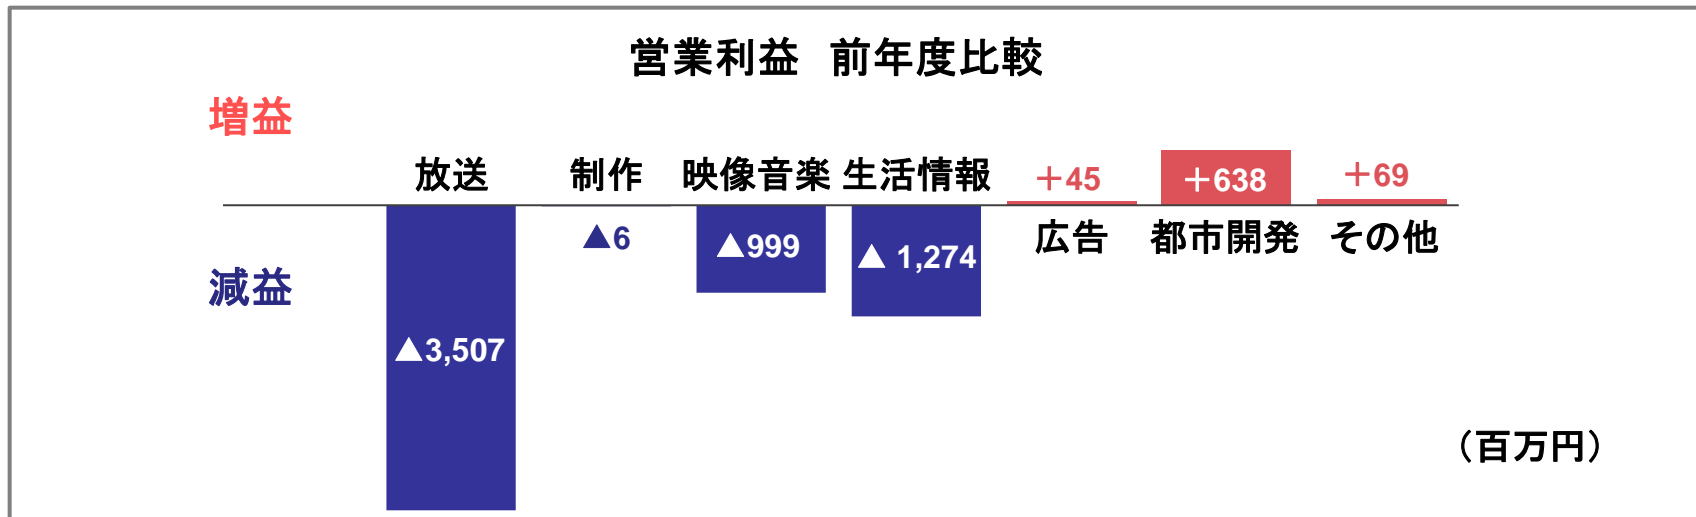 営業利益　前年度比較
増益
放送 制作 映像音楽 生活情報 ＋45 ＋638 ＋69
▲6 ▲999 ▲ 1,274 広告 都市開発 その他
減益
▲3,507
（百万円）